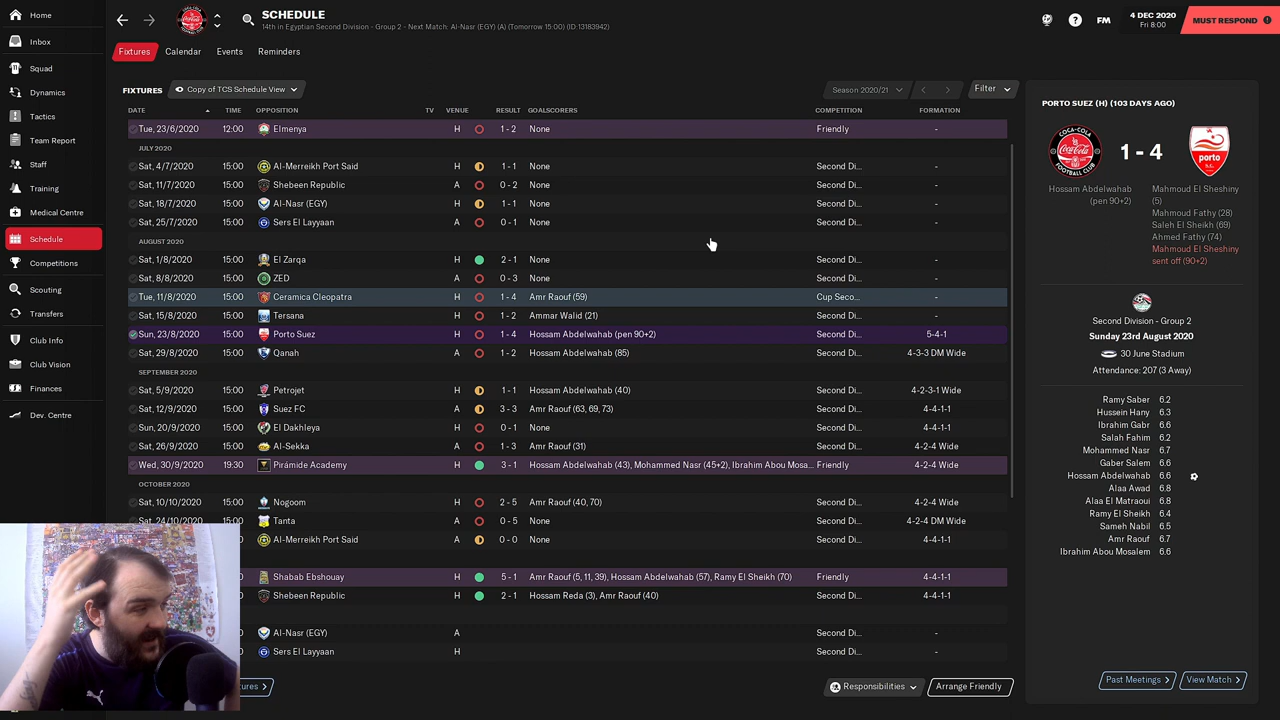 Home
SCHEDULE
14th in Egyptian Second Division - Group 2 - Next Match: Al-Nasr (EGY) (A) (Tomorrow 15:00) (ID:13183942)
FM
4 DEC 2020
Fri 8:00
MUST RESPOND
Inbox
Squad
Dynamics
Tactics
Team Report
Staff
Training
Medical Centre
Schedule
Competitions
Scouting
Transfers
Club Info
Club Vision
Finances
Dev. Centre
Fixtures Calendar Events Reminders
FIXTURES Copy of TCS Schedule View Season 2020/21 Filter
DATE TIME OPPOSITION TV VENUE RESULT GOALSCORERS COMPETITION FORMATION
Tue, 23/6/2020 12:00 Elmenya H 1 - 2 None Friendly -
JULY 2020
Sat, 4/7/2020 15:00 Al-Merreikh Port Said H 1 - 1 None Second Di... -
Sat, 11/7/2020 15:00 Shebeen Republic A 0 - 2 None Second Di... -
Sat, 18/7/2020 15:00 Al-Nasr (EGY) H 1 - 1 None Second Di... -
Sat, 25/7/2020 15:00 Sers El Layyaan A 0 - 1 None Second Di... -
AUGUST 2020
Sat, 1/8/2020 15:00 El Zarqa H 2 - 1 None Second Di... -
Sat, 8/8/2020 15:00 ZED A 0 - 3 None Second Di... -
Tue, 11/8/2020 15:00 Ceramica Cleopatra H 1 - 4 Amr Raouf (59) Cup Seco... -
Sat, 15/8/2020 15:00 Tersana H 1 - 2 Ammar Walid (21) Second Di... -
Sun, 23/8/2020 15:00 Porto Suez H 1 - 4 Hossam Abdelwahab (pen 90+2) Second Di... 5-4-1
Sat, 29/8/2020 15:00 Qanah A 1 - 2 Hossam Abdelwahab (85) Second Di... 4-3-3 DM Wide
SEPTEMBER 2020
Sat, 5/9/2020 15:00 Petrojet H 1 - 1 Hossam Abdelwahab (40) Second Di... 4-2-3-1 Wide
Sat, 12/9/2020 15:00 Suez FC A 3 - 3 Amr Raouf (63, 69, 73) Second Di... 4-4-1-1
Sun, 20/9/2020 15:00 El Dakhleya H 0 - 1 None Second Di... 4-4-1-1
Sat, 26/9/2020 15:00 Al-Sekka A 1 - 3 Amr Raouf (31) Second Di... 4-2-4 Wide
Wed, 30/9/2020 19:30 Pirámide Academy H 3 - 1 Hossam Abdelwahab (43), Mohammed Nasr (45+2), Ibrahim Abou Mosa... Friendly 4-2-4 Wide
OCTOBER 2020
Sat, 10/10/2020 15:00 Nogoom H 2 - 5 Amr Raouf (40, 70) Second Di... 4-2-4 Wide
Sat, 24/10/2020 15:00 Tanta A 0 - 5 None Second Di... 4-2-4 DM Wide
Al-Merreikh Port Said A 0 - 0 None Second Di... 4-4-1-1
Shabab Ebshouay H 5 - 1 Amr Raouf (5, 11, 39), Hossam Abdelwahab (57), Ramy El Sheikh (70) Friendly 4-4-1-1
Shebeen Republic H 2 - 1 Hossam Reda (3), Amr Raouf (40) Second Di... 4-4-1-1
Al-Nasr (EGY) A Second Di... -
Sers El Layyaan H Second Di... -
Responsibilities Arrange Friendly
PORTO SUEZ (H) (103 DAYS AGO)
COCA-COLA
Coca-Cola
FOOTBALL CLUB
1 - 4
porto
S.C.
Hossam Abdelwahab
(pen 90+2)
Mahmoud El Sheshiny
(5)
Mahmoud Fathy (28)
Saleh El Sheikh (69)
Ahmed Fathy (74)
Mahmoud El Sheshiny
sent off (90+2)
Second Division - Group 2
Sunday 23rd August 2020
30 June Stadium
Attendance: 207 (3 Away)
Ramy Saber 6.2
Hussein Hany 6.3
Ibrahim Gabr 6.6
Salah Fahim 6.2
Mohammed Nasr 6.7
Gaber Salem 6.6
Hossam Abdelwahab 6.6
Alaa Awad 6.8
Alaa El Matraoui 6.8
Ramy El Sheikh 6.4
Sameh Nabil 6.5
Amr Raouf 6.7
Ibrahim Abou Mosalem 6.6
Past Meetings View Match